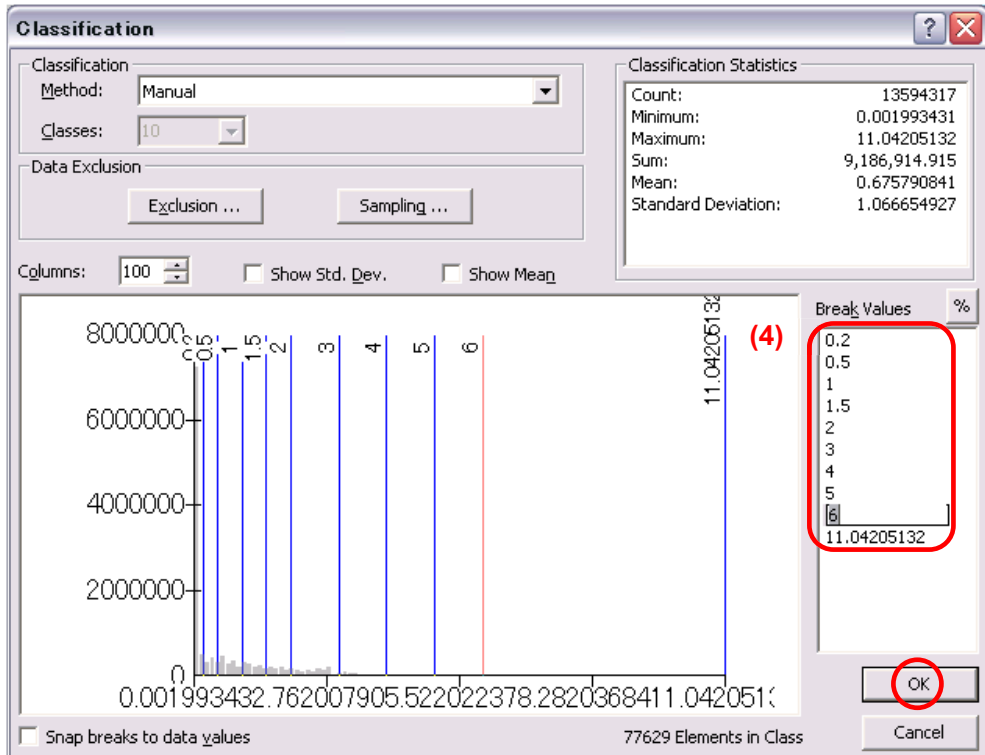 Classification
Classification
Method:
Manual
Classes:
10
Data Exclusion
Exclusion ...
Sampling ...
Classification Statistics
Count: 13594317
Minimum: 0.001993431
Maximum: 11.04205132
Sum: 9,186,914.915
Mean: 0.675790841
Standard Deviation: 1.066654927
Columns:
100
Show Std. Dev.
Show Mean
%
Break Values
0.2
0.5
1
1.5
2
3
4
5
6
11.04205132
(4)
8000000
6000000
4000000
2000000
0
0.2
0.5
1
1.5
2
3
4
5
6
11.04205132
0.001993432.762007905.522022378.2820368411.0420513
Snap breaks to data values
77629 Elements in Class
OK
Cancel